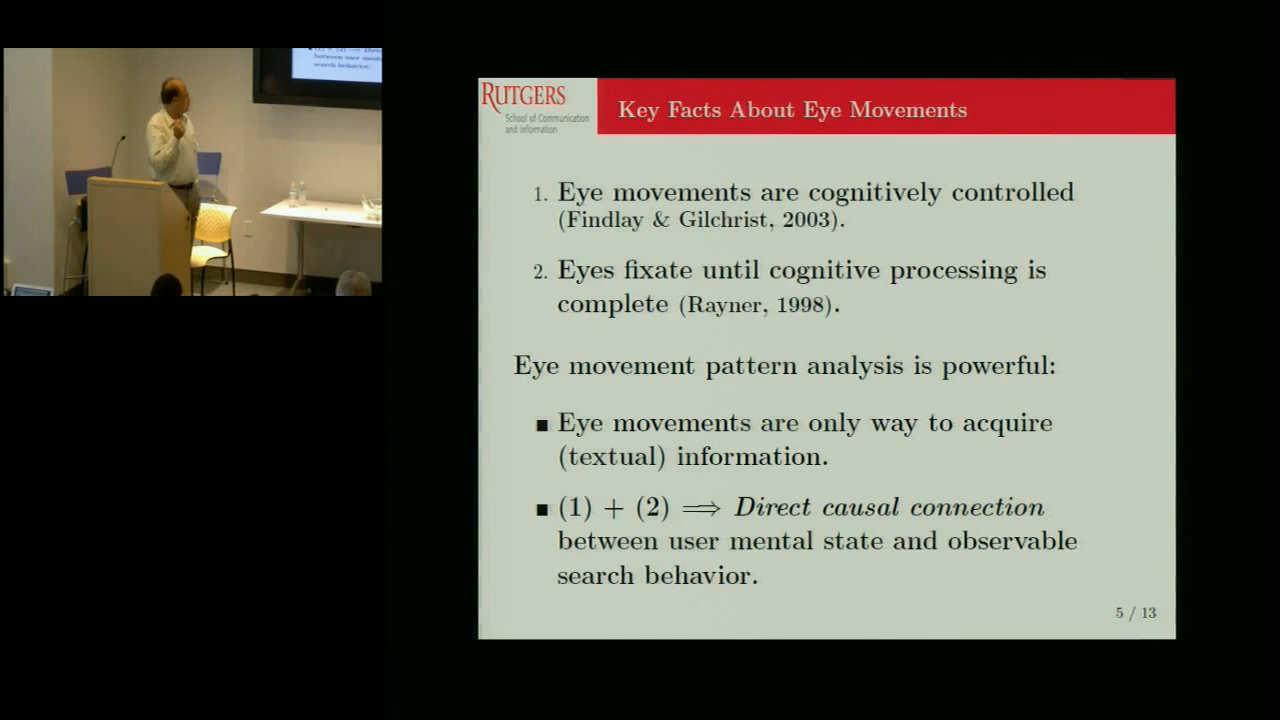 RUTGERS
School of Communication
and Information
Key Facts About Eye Movements
1. Eye movements are cognitively controlled
(Findlay & Gilchrist, 2003).
2. Eyes fixate until cognitive processing is
complete (Rayner, 1998).
Eye movement pattern analysis is powerful:
■ Eye movements are only way to acquire
(textual) information.
■ (1) + (2) ⟹ Direct causal connection
between user mental state and observable
search behavior.
5 / 13